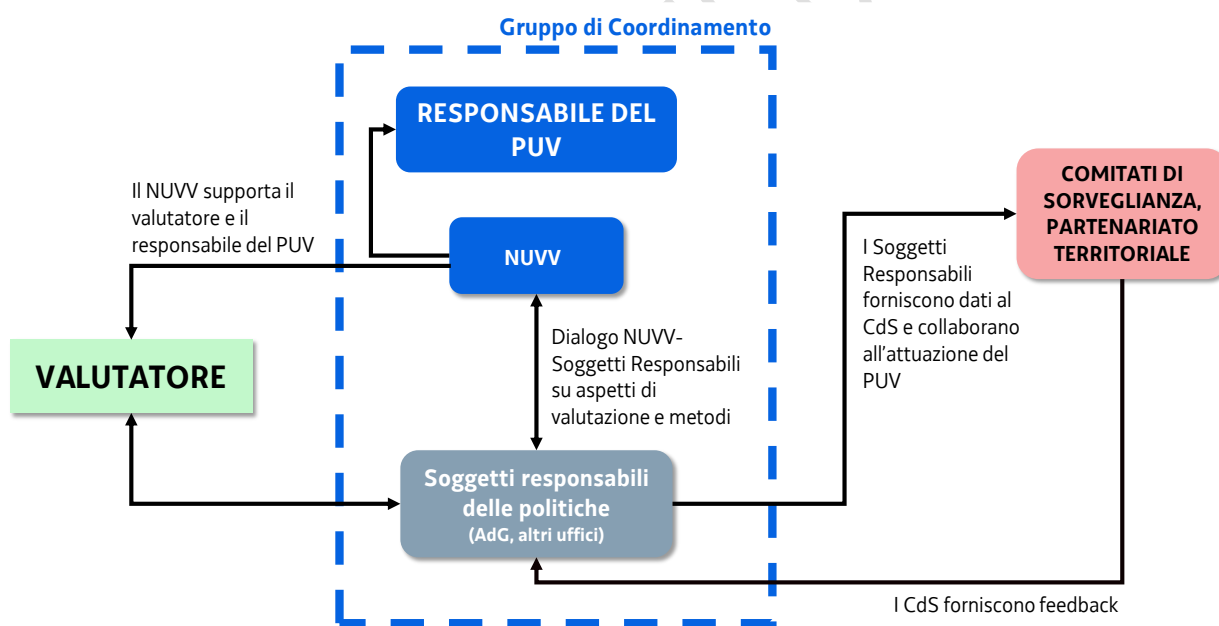 Gruppo di Coordinamento
RESPONSABILE DEL
PUV
Il NUVV supporta il
valutatore e il
responsabile del PUV
NUVV
COMITATI DI
SORVEGLIANZA,
PARTENARIATO
TERRITORIALE
I Soggetti
Responsabili
forniscono dati al
CdS e collaborano
all'attuazione del
PUV
VALUTATORE
Dialogo NUVV-
Soggetti Responsabili
su aspetti di
valutazione e metodi
Soggetti responsabili
delle politiche
(AdG, altri uffici)
I CdS forniscono feedback